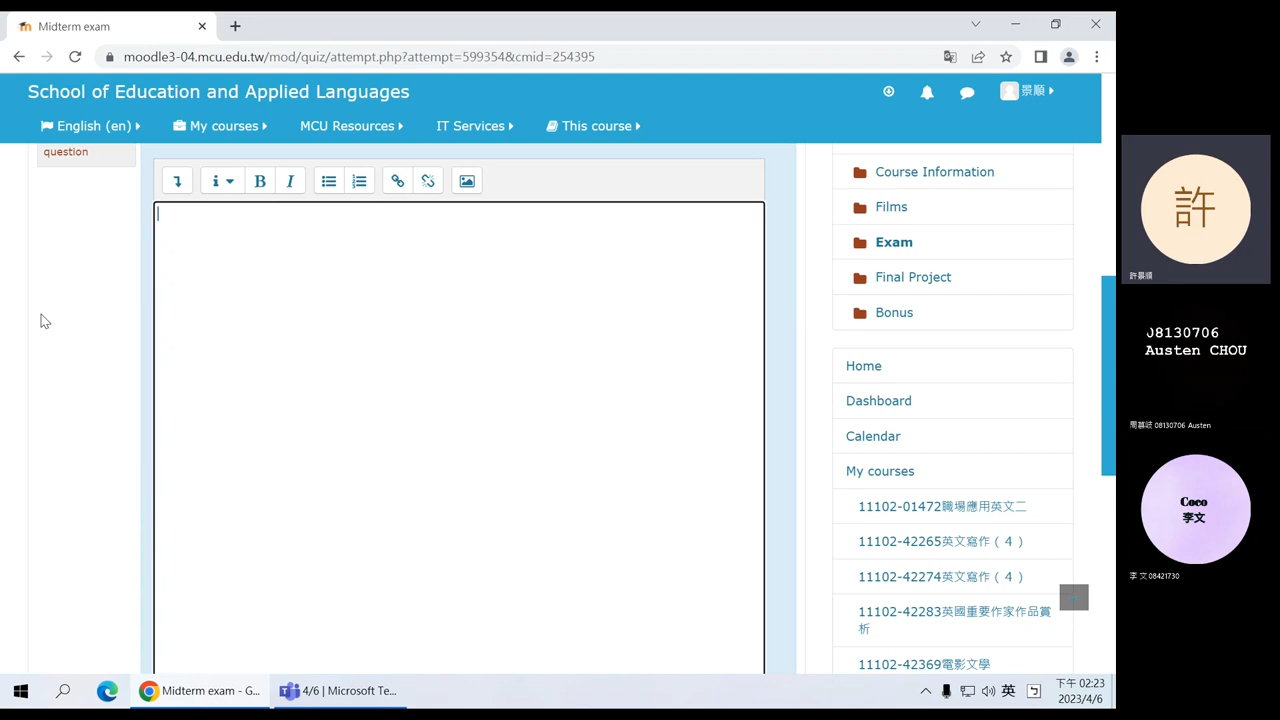 Midterm exam
moodle3-04.mcu.edu.tw/mod/quiz/attempt.php?attempt=599354&cmid=254395
School of Education and Applied Languages
景順
English (en)
My courses
MCU Resources
IT Services
This course
question
Course Information
Films
Exam
Final Project
Bonus
Home
Dashboard
Calendar
My courses
11102-01472職場應用英文二
11102-42265英文寫作(4)
11102-42274英文寫作(4)
11102-42283英國重要作家作品賞
析
11102-42369電影文學
許
許景順
08130706
Austen CHOU
周慕岐 08130706 Austen
Coco
李文
李 文 08421730
Midterm exam - G...
4/6 | Microsoft Te...
英
下午 02:23
2023/4/6